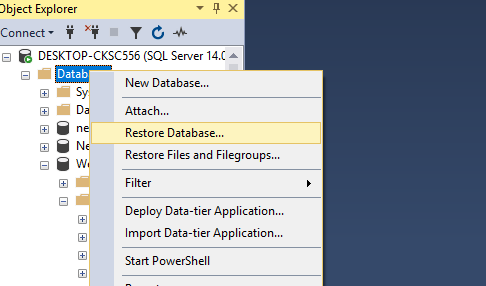 Object Explorer
Connect
DESKTOP-CKSC556 (SQL Server 14.0
Datab
New Database...
Sy
Attach...
Da
Restore Database...
ne
Ne
Restore Files and Filegroups...
We
Filter
Deploy Data-tier Application...
Import Data-tier Application...
Start PowerShell